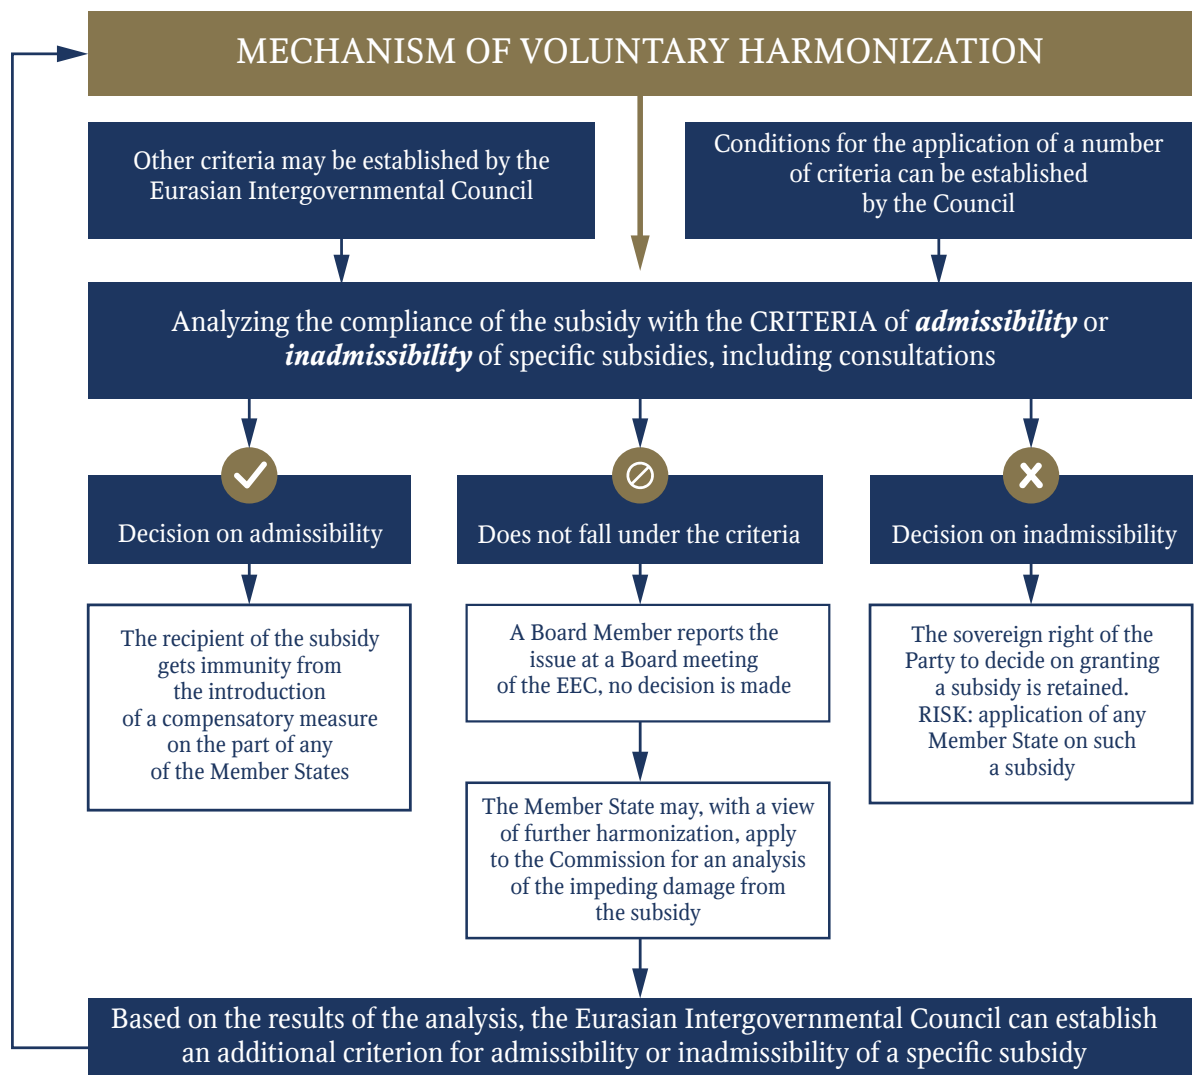 MECHANISM OF VOLUNTARY HARMONIZATION
Other criteria may be established by the
Eurasian Intergovernmental Council
Conditions for the application of a number
of criteria can be established
by the Council
Analyzing the compliance of the subsidy with the CRITERIA of admissibility or
inadmissibility of specific subsidies, including consultations
Decision on admissibility
Does not fall under the criteria
Decision on inadmissibility
The recipient of the subsidy
gets immunity from
the introduction
of a compensatory measure
on the part of any
of the Member States
A Board Member reports the
issue at a Board meeting
of the EEC, no decision is made
The sovereign right of the
Party to decide on granting
a subsidy is retained.
RISK: application of any
Member State on such
a subsidy
The Member State may, with a view
of further harmonization, apply
to the Commission for an analysis
of the impeding damage from
the subsidy
Based on the results of the analysis, the Eurasian Intergovernmental Council can establish
an additional criterion for admissibility or inadmissibility of a specific subsidy